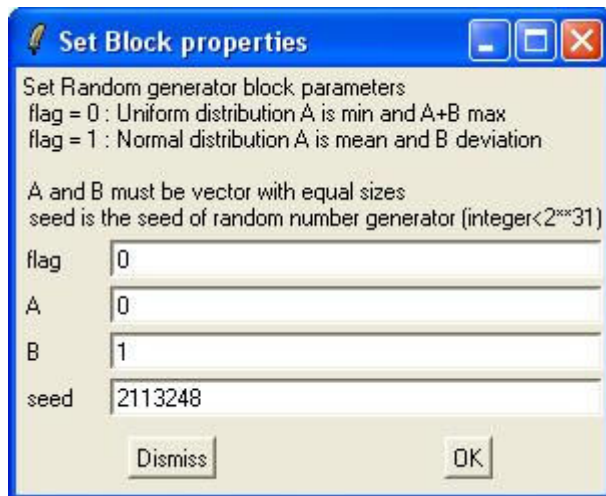 Set Block properties
Set Random generator block parameters
flag = 0 : Uniform distribution A is min and A+B max
flag = 1 : Normal distribution A is mean and B deviation
A and B must be vector with equal sizes
seed is the seed of random number generator (integer<2**31)
flag 0
A 0
B 1
seed 2113248
Dismiss OK